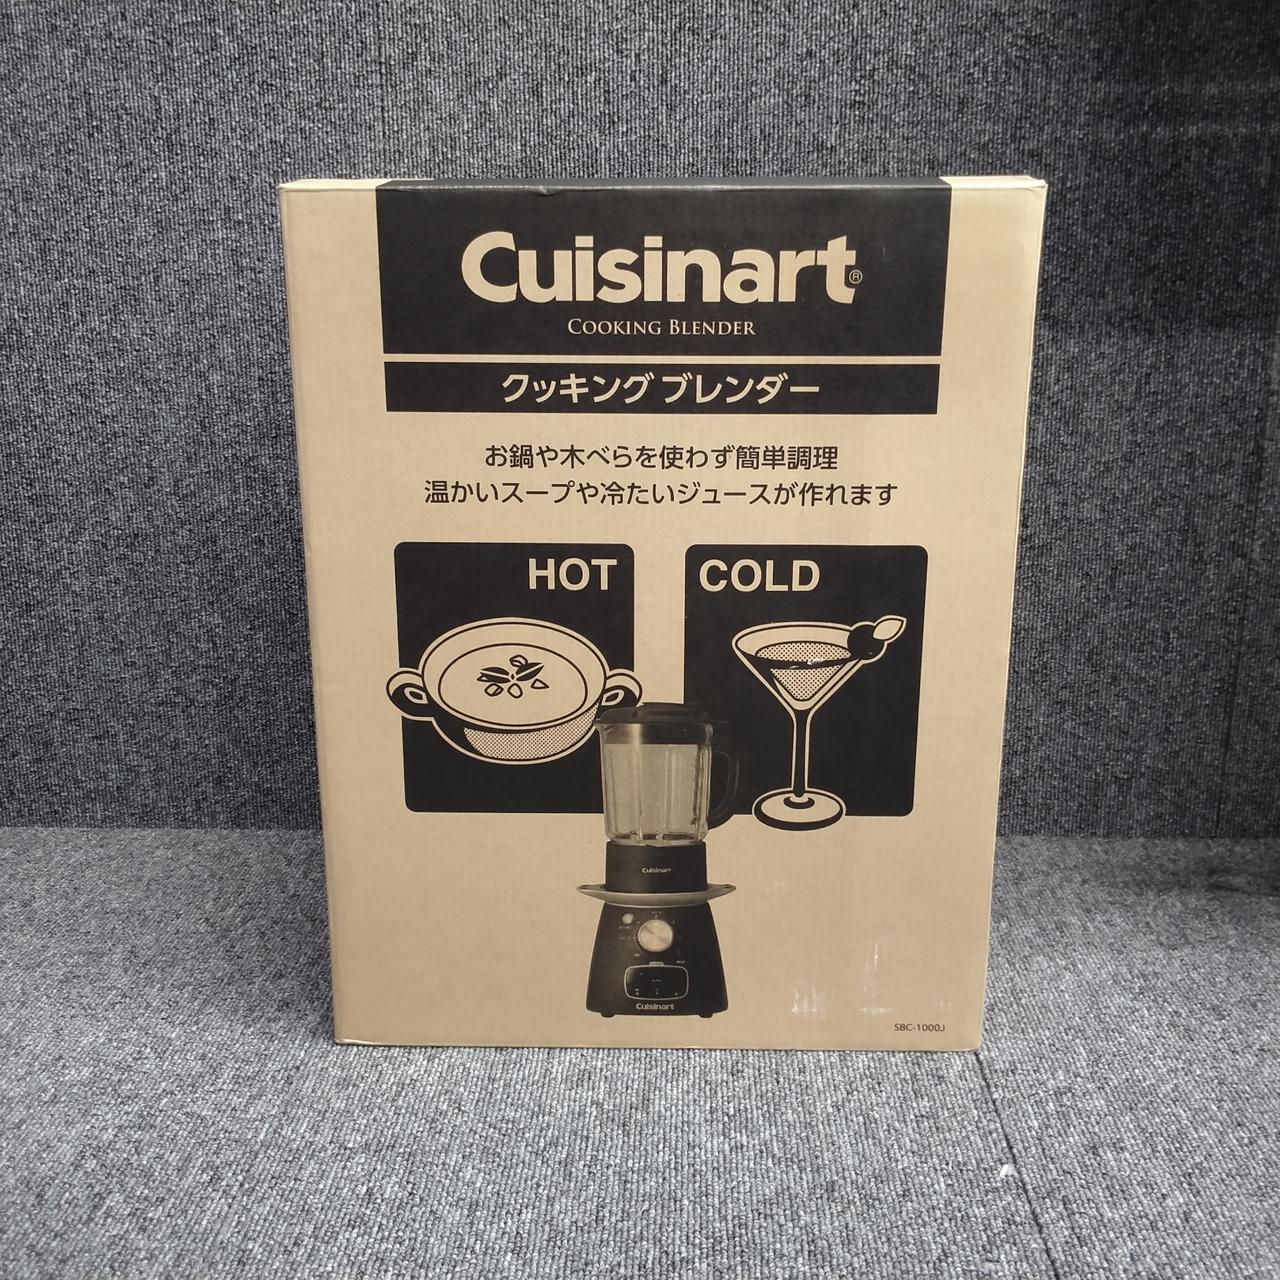 Cuisinart®
COOKING BLENDER
クッキング ブレンダー
お鍋や木べらを使わず簡単調理
温かいスープや冷たいジュースが作れます
HOT
COLD
Cuisinart
Cuisinart
SBC-1000J